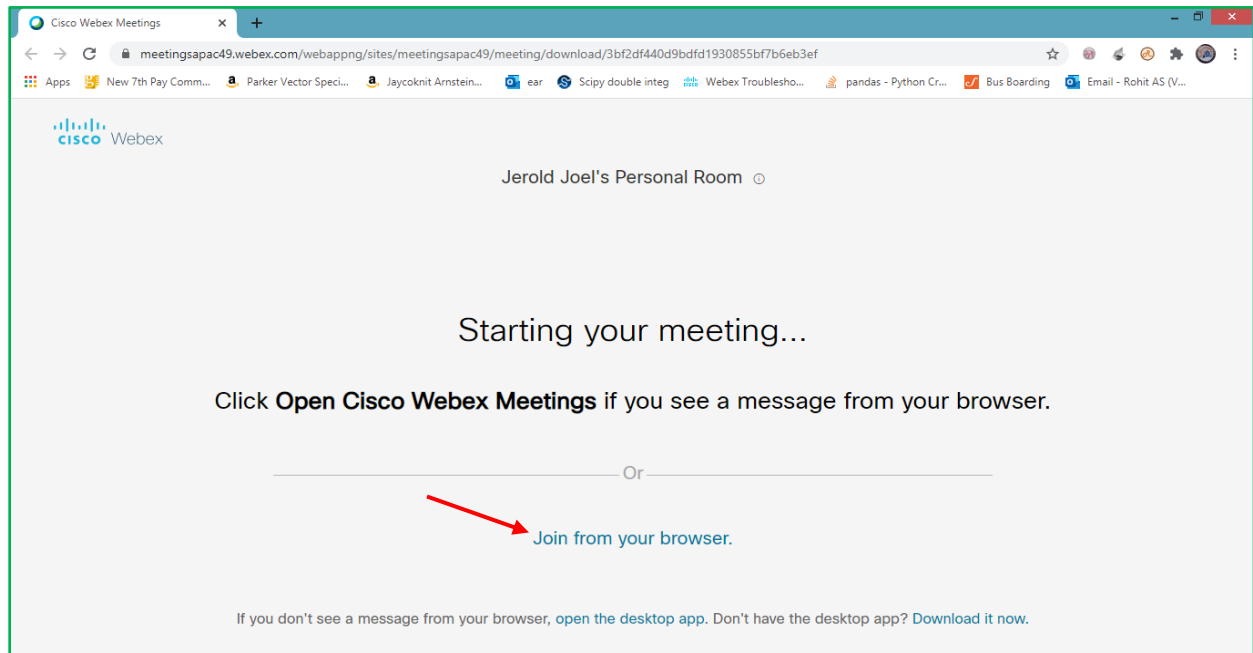 Cisco Webex Meetings
meetingsapac49.webex.com/webappng/sites/meetingsapac49/meeting/download/3bf2df440d9bdfd1930855bf7b6eb3ef
Apps New 7th Pay Comm... Parker Vector Speci... Jaycoknit Arnstein... ear Scipy double integ Webex Troublesho... pandas - Python Cr... Bus Boarding Email - Rohit AS (V...
cisco Webex
Jerold Joel's Personal Room
Starting your meeting...
Click Open Cisco Webex Meetings if you see a message from your browser.
Or
Join from your browser.
If you don't see a message from your browser, open the desktop app. Don't have the desktop app? Download it now.